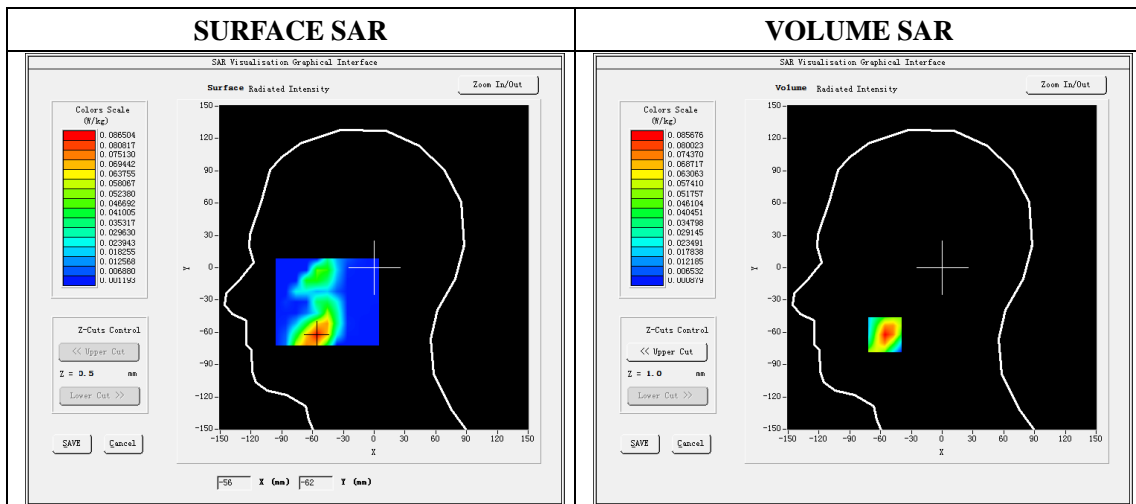 SURFACE SAR
VOLUME SAR
SAR Visualisation Graphical Interface
Surface Radiated Intensity
Zoom In/Out
Colors Scale
(W/kg)
0.086504
0.080817
0.075130
0.069442
0.063755
0.058067
0.052380
0.046692
0.041005
0.035317
0.029630
0.023943
0.018255
0.012568
0.006880
0.001193
150
120
90
60
30
0
-30
-60
-90
-120
-150
Y
-150 -120 -90 -60 -30 0 30 60 90 120 150
X
Z-Cuts Control
<< Upper Cut
Z = 0.5 mm
Lower Cut >>
SAVE Cancel
-56 X (mm) -62 Y (mm)
SAR Visualisation Graphical Interface
Volume Radiated Intensity
Zoom In/Out
Colors Scale
(W/kg)
0.085676
0.080023
0.074370
0.068717
0.063063
0.057410
0.051757
0.046104
0.040451
0.034798
0.029145
0.023491
0.017838
0.012185
0.006532
0.000879
150
120
90
60
30
0
-30
-60
-90
-120
-150
Y
-150 -120 -90 -60 -30 0 30 60 90 120 150
X
Z-Cuts Control
<< Upper Cut
Z = 1.0 mm
Lower Cut >>
SAVE Cancel